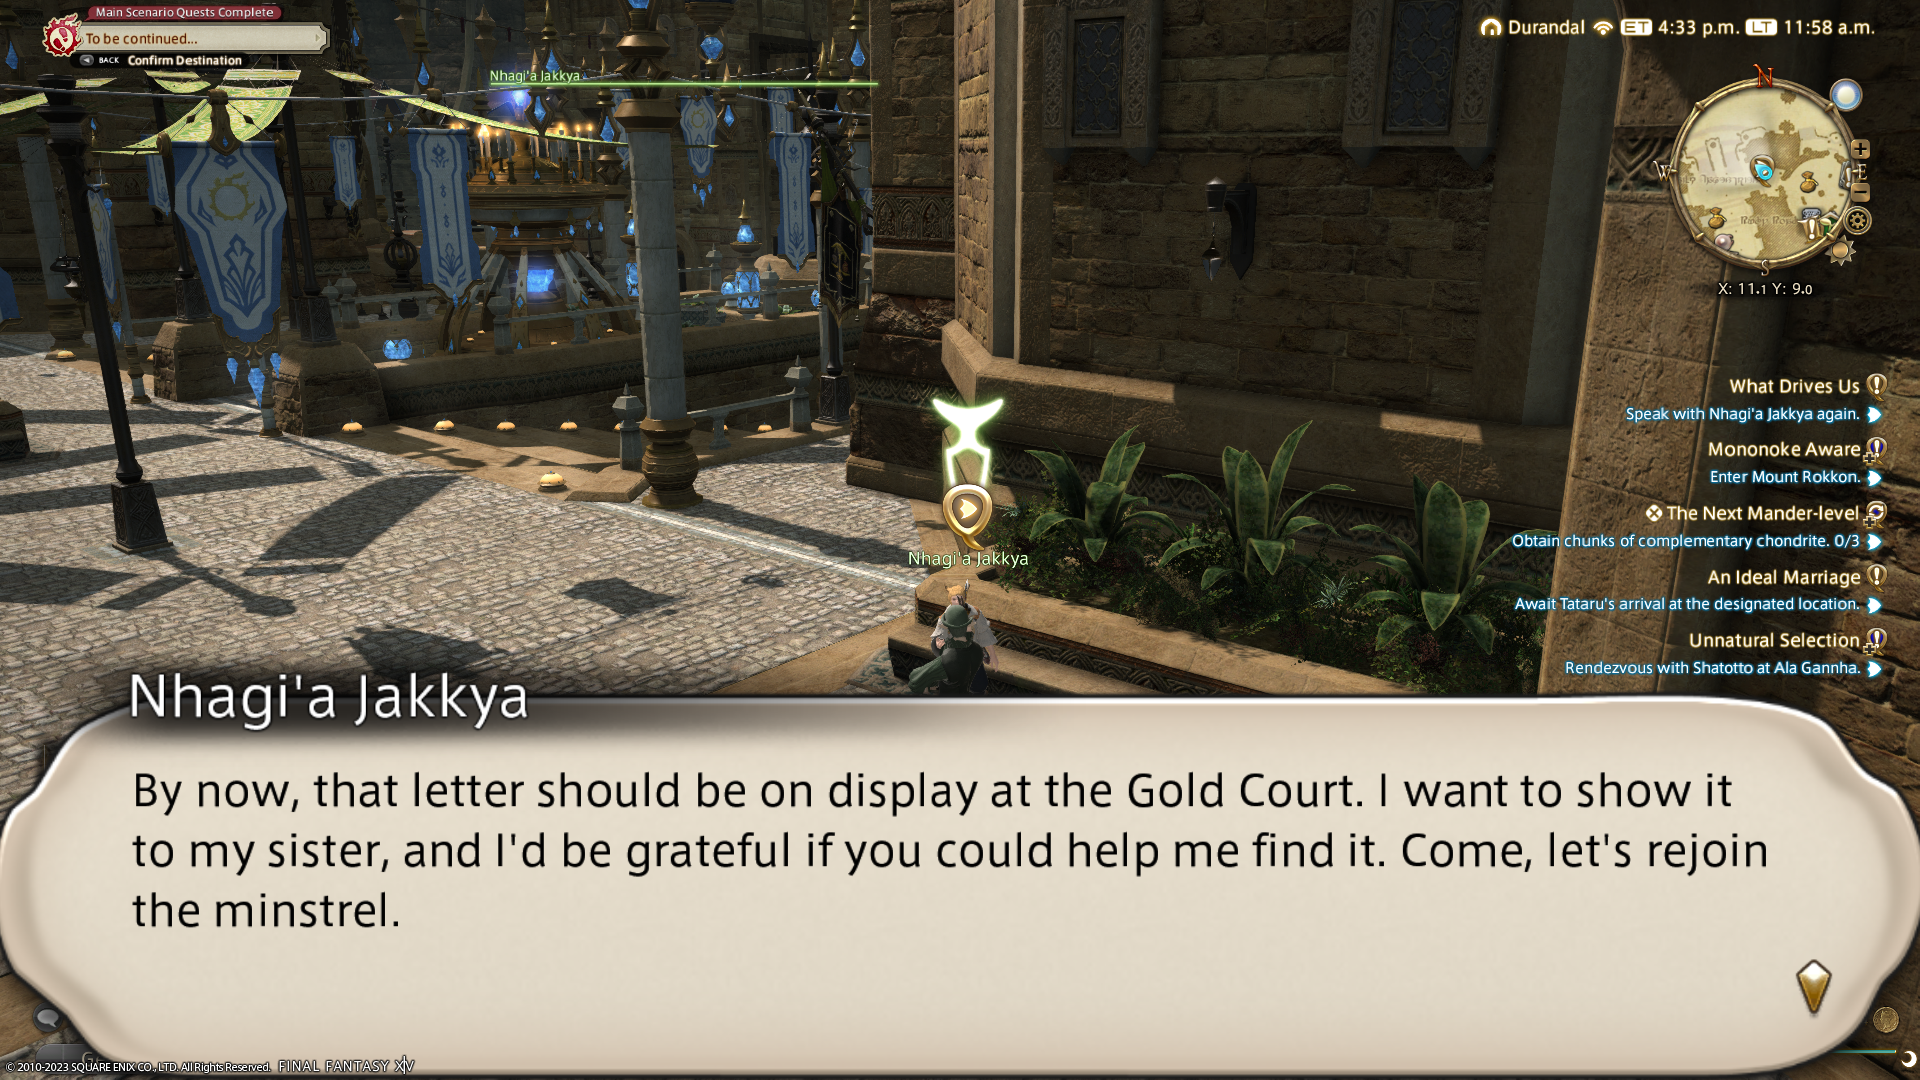 Main Scenario Quests Complete
To be continued...
BACK Confirm Destination
Nhagi'a Jakkya
Durandal ET 4:33 p.m. LT 11:58 a.m.
N
W
E
S
X: 11.1 Y: 9.0
What Drives Us
Speak with Nhagi'a Jakkya again.
Mononoke Aware
Enter Mount Rokkon.
The Next Mander-level
Obtain chunks of complementary chondrite. 0/3
An Ideal Marriage
Await Tataru's arrival at the designated location.
Unnatural Selection
Rendezvous with Shatotto at Ala Gannha.
Nhagi'a Jakkya
Nhagi'a Jakkya
By now, that letter should be on display at the Gold Court. I want to show it
to my sister, and I'd be grateful if you could help me find it. Come, let's rejoin
the minstrel.
© 2010-2023 SQUARE ENIX CO., LTD. All Rights Reserved. FINAL FANTASY XIV